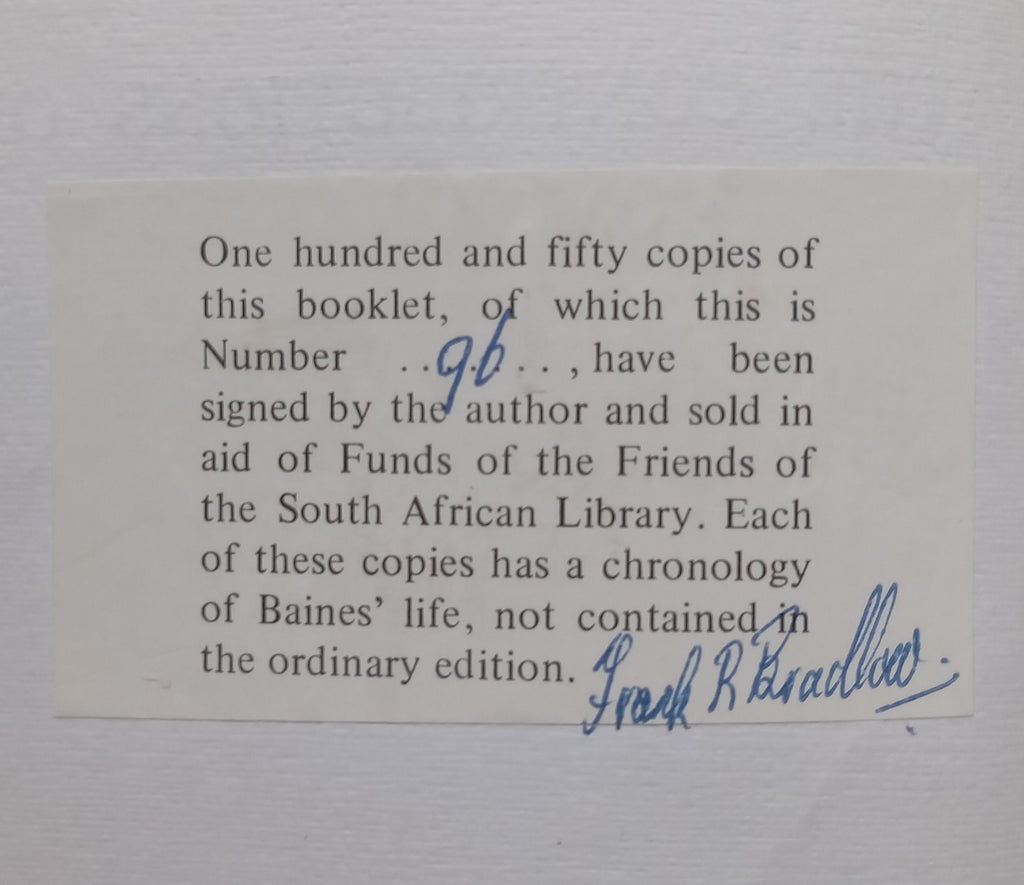 One hundred and fifty copies of
this booklet, of which this is
Number ..96..., have been
signed by the author and sold in
aid of Funds of the Friends of
the South African Library. Each
of these copies has a chronology
of Baines’ life, not contained in
the ordinary edition.
Frank R Bradlow.